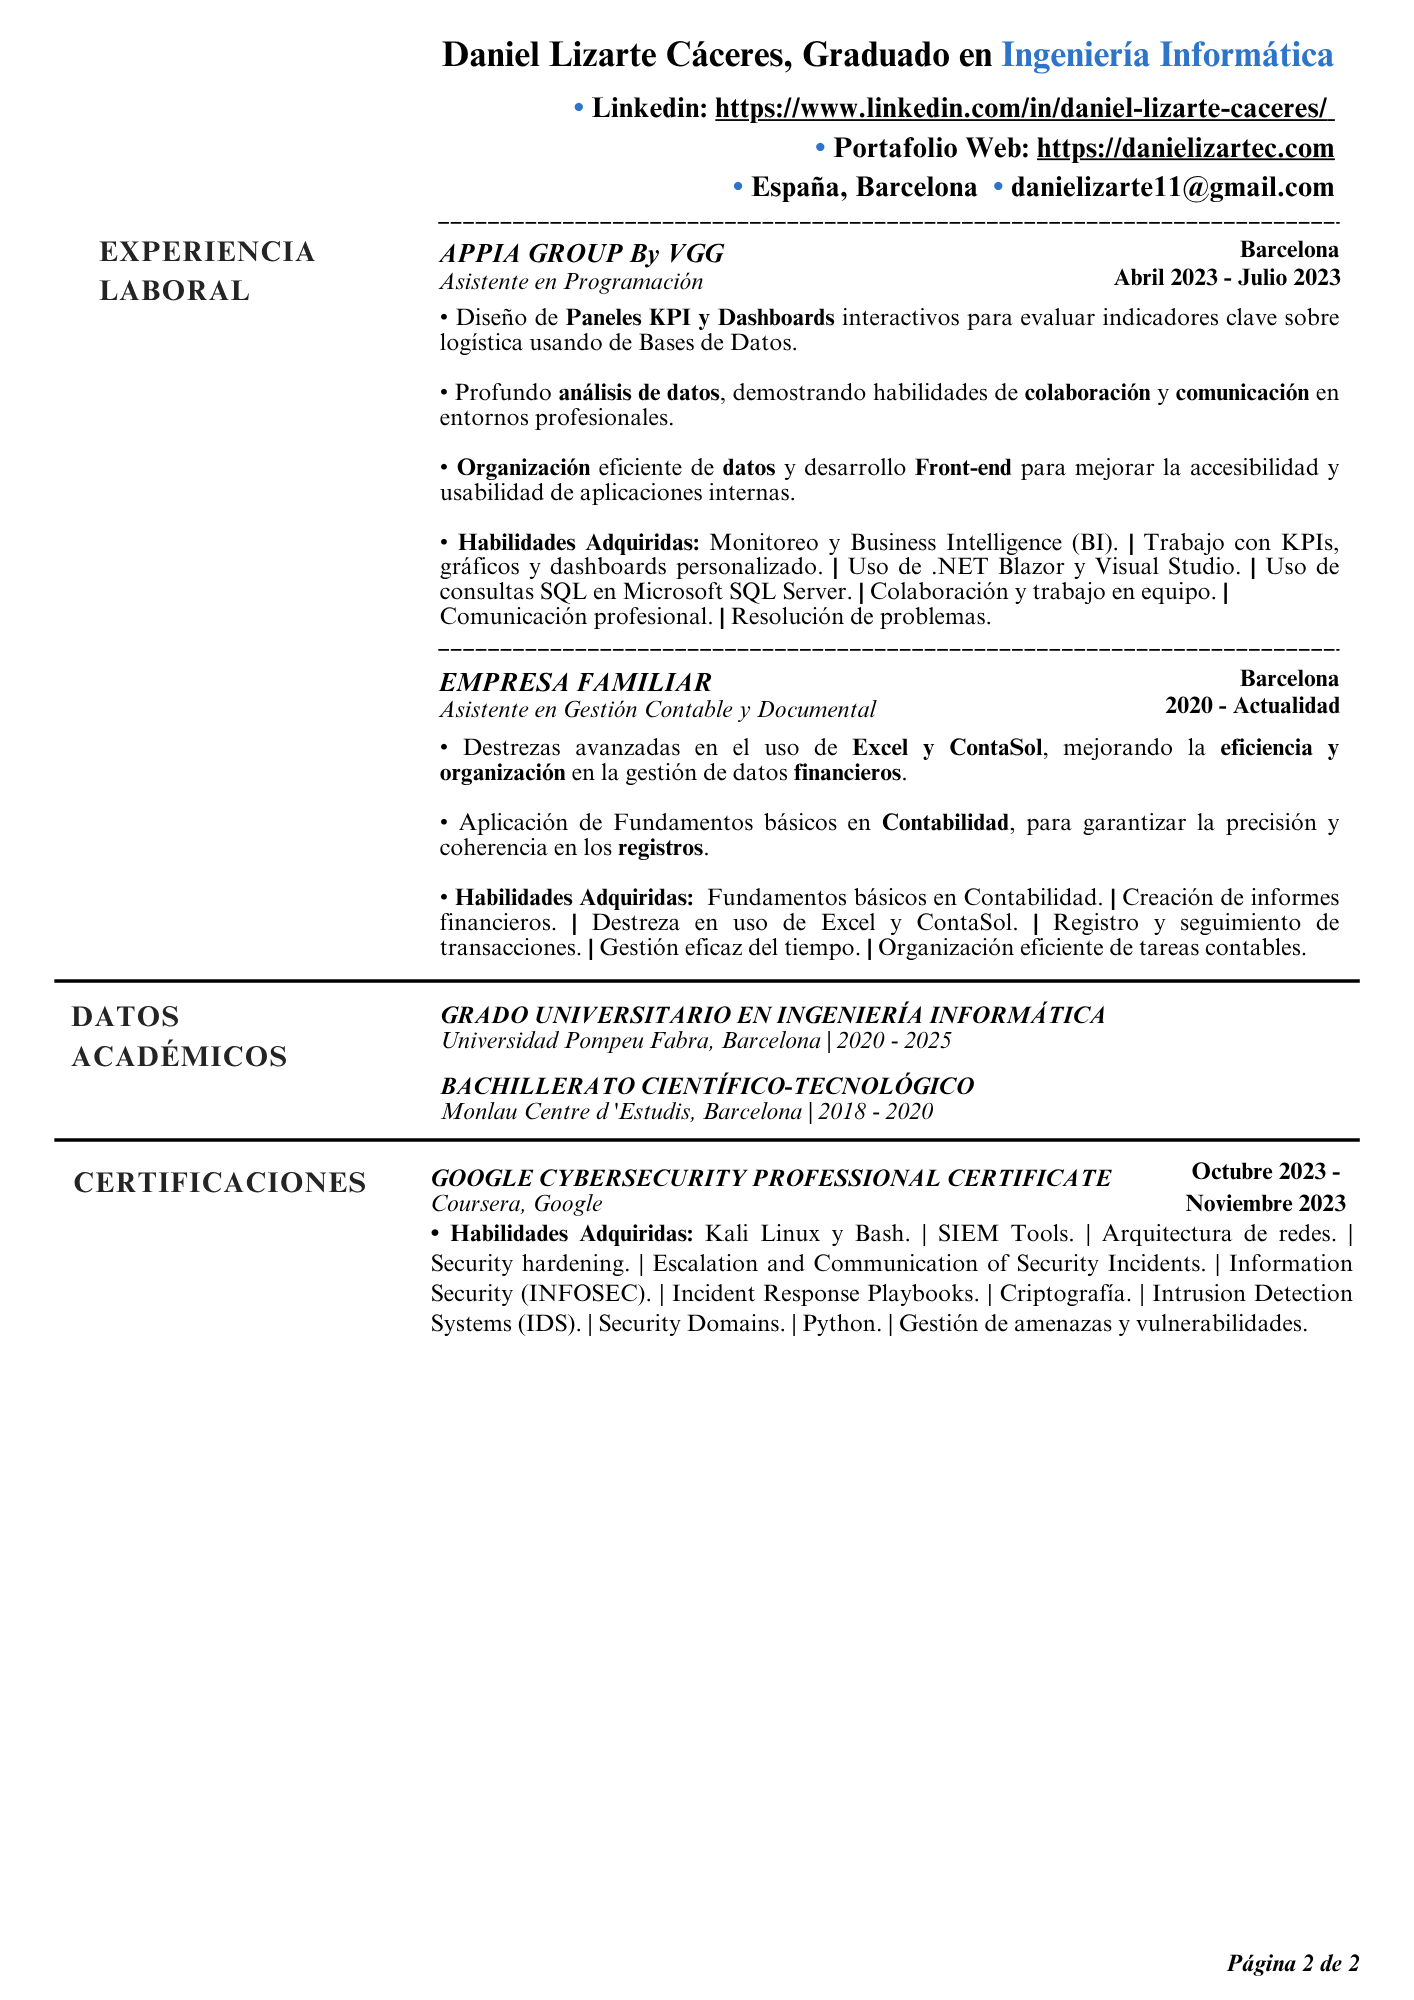 Daniel Lizarte Cáceres, Graduado en Ingeniería Informática
• Linkedin: https://www.linkedin.com/in/daniel-lizarte-caceres/
• Portafolio Web: https://danielizartec.com
• España, Barcelona • danielizarte11@gmail.com
EXPERIENCIA
LABORAL
APPIA GROUP By VGG
Barcelona
Asistente en Programación
Abril 2023 - Julio 2023
• Diseño de Paneles KPI y Dashboards interactivos para evaluar indicadores clave sobre
logística usando de Bases de Datos.
• Profundo análisis de datos, demostrando habilidades de colaboración y comunicación en
entornos profesionales.
• Organización eficiente de datos y desarrollo Front-end para mejorar la accesibilidad y
usabilidad de aplicaciones internas.
• Habilidades Adquiridas: Monitoreo y Business Intelligence (BI). | Trabajo con KPIs,
gráficos y dashboards personalizado. | Uso de .NET Blazor y Visual Studio. | Uso de
consultas SQL en Microsoft SQL Server. | Colaboración y trabajo en equipo. |
Comunicación profesional. | Resolución de problemas.
EMPRESA FAMILIAR
Barcelona
Asistente en Gestión Contable y Documental
2020 - Actualidad
• Destrezas avanzadas en el uso de Excel y ContaSol, mejorando la eficiencia y
organización en la gestión de datos financieros.
• Aplicación de Fundamentos básicos en Contabilidad, para garantizar la precisión y
coherencia en los registros.
• Habilidades Adquiridas: Fundamentos básicos en Contabilidad. | Creación de informes
financieros. | Destreza en uso de Excel y ContaSol. | Registro y seguimiento de
transacciones. | Gestión eficaz del tiempo. | Organización eficiente de tareas contables.
DATOS
ACADÉMICOS
GRADO UNIVERSITARIO EN INGENIERÍA INFORMÁTICA
Universidad Pompeu Fabra, Barcelona | 2020 - 2025
BACHILLERATO CIENTÍFICO-TECNOLÓGICO
Monlau Centre d'Estudis, Barcelona | 2018 - 2020
CERTIFICACIONES
GOOGLE CYBERSECURITY PROFESSIONAL CERTIFICATE
Octubre 2023 -
Coursera, Google
Noviembre 2023
• Habilidades Adquiridas: Kali Linux y Bash. | SIEM Tools. | Arquitectura de redes. |
Security hardening. | Escalation and Communication of Security Incidents. | Information
Security (INFOSEC). | Incident Response Playbooks. | Criptografía. | Intrusion Detection
Systems (IDS). | Security Domains. | Python. | Gestión de amenazas y vulnerabilidades.
Página 2 de 2